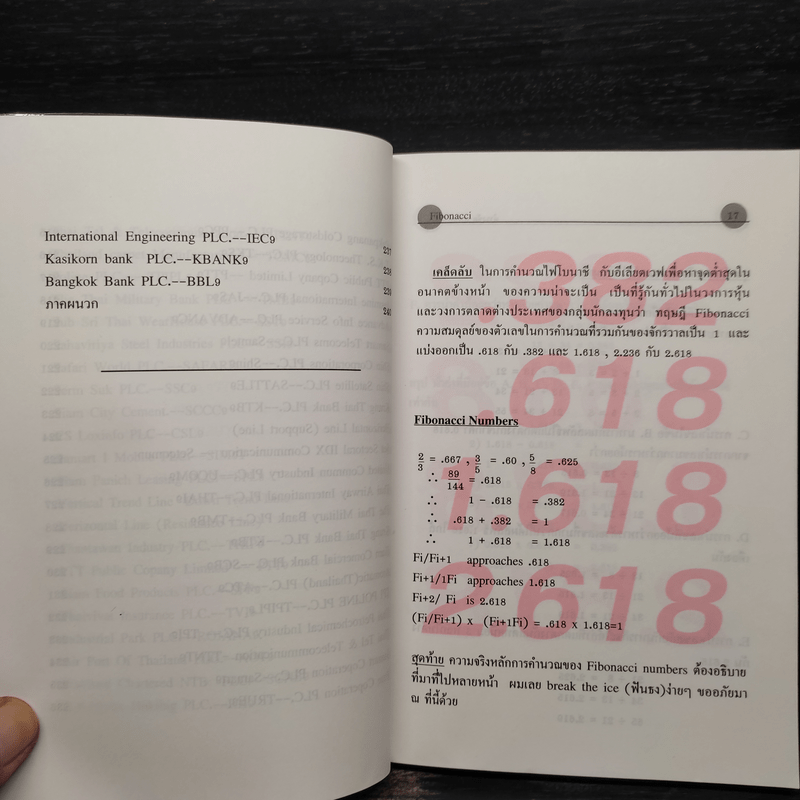 International Engineering PLC.--IEC9
237
Kasikorn bank PLC.--KBANK9
238
Bangkok Bank PLC.--BBL9
239
ภาคผนวก
240
Fibonacci
17
.382
.618
1.618
2.618
เคล็ดลับ ในการคำนวณไฟโบนาชี กับอีเลียตเวฟเพื่อหาจุดต่ำสุดใน
อนาคตข้างหน้า ของความน่าจะเป็น เป็นที่รู้กันทั่วไปในวงการหุ้น
และวงการตลาดต่างประเทศของกลุ่มนักลงทุนว่า ทฤษฎี Fibonacci
ความสมดุลย์ของตัวเลขในการคำนวณที่รวมกันของจักรวาลเป็น 1 และ
แบ่งออกเป็น .618 กับ .382 และ 1.618 , 2.236 กับ 2.618
Fibonacci Numbers
2/3 = .667 , 3/5 = .60 , 5/8 = .625
∴ 89/144 = .618
∴ 1 - .618 = .382
∴ .618 + .382 = 1
∴ 1 + .618 = 1.618
Fi/Fi+1 approaches .618
Fi+1/1Fi approaches 1.618
Fi+2/ Fi is 2.618
(Fi/Fi+1) x (Fi+1Fi) = .618 x 1.618=1
สุดท้าย ความจริงหลักการคำนวณของ Fibonacci numbers ต้องอธิบาย
ที่มาที่ไปหลายหน้า ผมเลย break the ice (ฟันธง)ง่ายๆ ขออภัยมา
ณ ที่นี้ด้วย